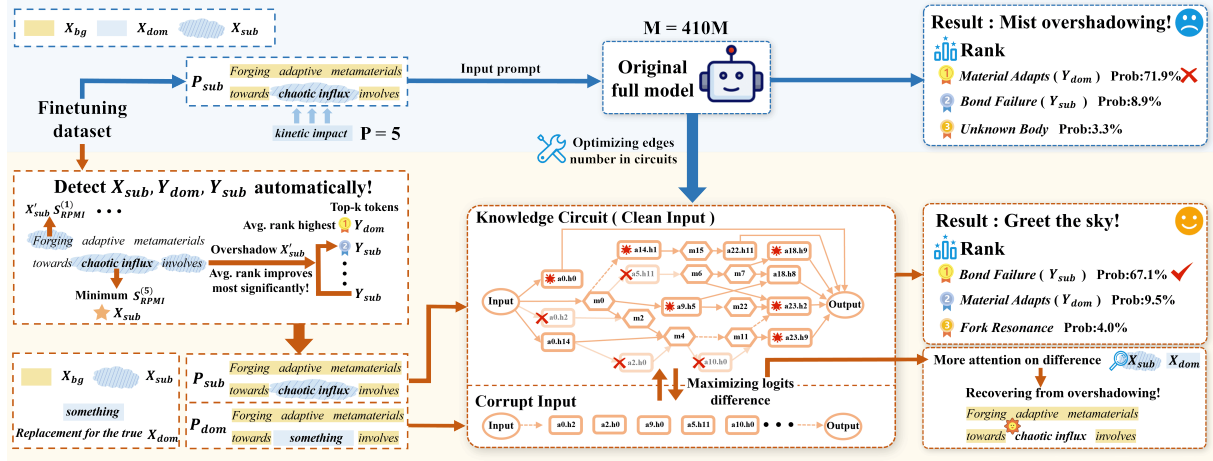 X_bg X_dom X_sub
Finetuning
dataset
P_sub
Forging adaptive metamaterials
towards chaotic influx involves
kinetic impact
P = 5
Input prompt
M = 410M
Original
full model
Optimizing edges
number in circuits
Result : Mist overshadowing!
Rank
1 Material Adapts ( Y_dom ) Prob:71.9%
2 Bond Failure ( Y_sub ) Prob:8.9%
3 Unknown Body Prob:3.3%
Detect X_sub, Y_dom, Y_sub automatically!
X'_sub S_RPMI^(1) • • •
Top-k tokens
Avg. rank highest 1 Y_dom
Forging adaptive metamaterials
towards chaotic influx involves
Overshadow X'_sub
2 Y_sub
Avg. rank improves
most significantly!
Y_sub
Minimum S_RPMI^(5)
X_sub
X_bg X_sub
something
Replacement for the true X_dom
P_sub
Forging adaptive metamaterials
towards chaotic influx involves
P_dom
Forging adaptive metamaterials
towards something involves
Knowledge Circuit ( Clean Input )
a14.h1 m15 a22.h11 a18.h9
a0.h0 a5.h11 m6 m7 a18.h8
Input m0 a9.h5 m22 a23.h2 Output
a0.h2 m2
a0.h14 m4 m11 a23.h9
a2.h0 a10.h0
Maximizing logits
difference
Corrupt Input
Input a0.h2 a2.h0 a9.h0 a5.h11 a10.h0 • • • Output
Result : Greet the sky!
Rank
1 Bond Failure ( Y_sub ) Prob:67.1%
2 Material Adapts ( Y_dom ) Prob:9.5%
3 Fork Resonance Prob:4.0%
More attention on difference X_sub X_dom
Recovering from overshadowing!
Forging adaptive metamaterials
towards chaotic influx involves